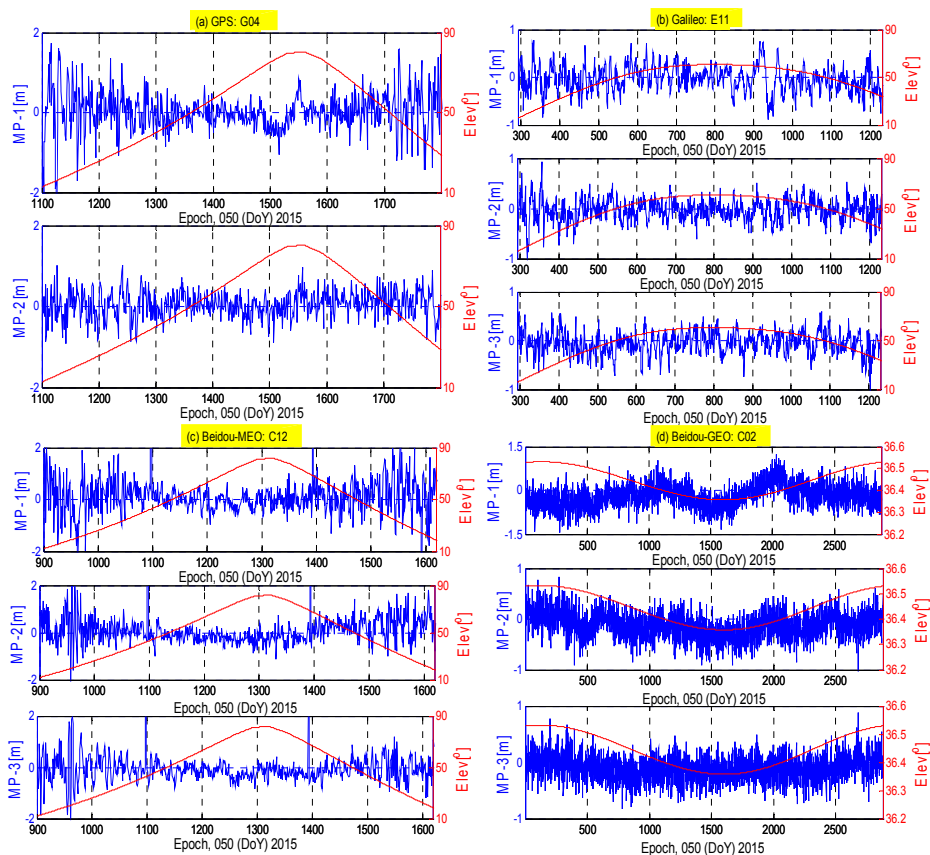 (a) GPS: G04
2 90
MP-1 [m] 0 50 Elev[⁰]
-2 10
1100 1200 1300 1400 1500 1600 1700
Epoch, 050 (DoY) 2015
2 90
MP-2 [m] 0 50 Elev[⁰]
-2 10
1100 1200 1300 1400 1500 1600 1700
Epoch, 050 (DoY) 2015
(b) Galileo: E11
1 90
MP-1 [m] 0 50 Elev[⁰]
-1 10
300 400 500 600 700 800 900 1000 1100 1200
Epoch, 050 (DoY) 2015
1 90
MP-2 [m] 0 50 Elev[⁰]
-1 10
300 400 500 600 700 800 900 1000 1100 1200
Epoch, 050 (DoY) 2015
1 90
MP-3 [m] 0 50 Elev[⁰]
-1 10
300 400 500 600 700 800 900 1000 1100 1200
Epoch, 050 (DoY) 2015
(c) Beidou-MEO: C12
2 90
MP-1 [m] 0 50 Elev[⁰]
-2 10
900 1000 1100 1200 1300 1400 1500 1600
Epoch, 050 (DoY) 2015
2 90
MP-2 [m] 0 50 Elev[⁰]
-2 10
900 1000 1100 1200 1300 1400 1500 1600
Epoch, 050 (DoY) 2015
2 90
MP-3 [m] 0 50 Elev[⁰]
-2 10
900 1000 1100 1200 1300 1400 1500 1600
Epoch, 050 (DoY) 2015
(d) Beidou-GEO: C02
1.5 36.6
36.5
MP-1 [m] 0 36.4 Elev[⁰]
36.3
-1.5 36.2
500 1000 1500 2000 2500
Epoch, 050 (DoY) 2015
1 36.6
36.5
MP-2 [m] 0 36.4 Elev[⁰]
36.3
-1 36.2
500 1000 1500 2000 2500
Epoch, 050 (DoY) 2015
1 36.6
36.5
MP-3 [m] 0 36.4 Elev[⁰]
36.3
-1 36.2
500 1000 1500 2000 2500
Epoch, 050 (DoY) 2015